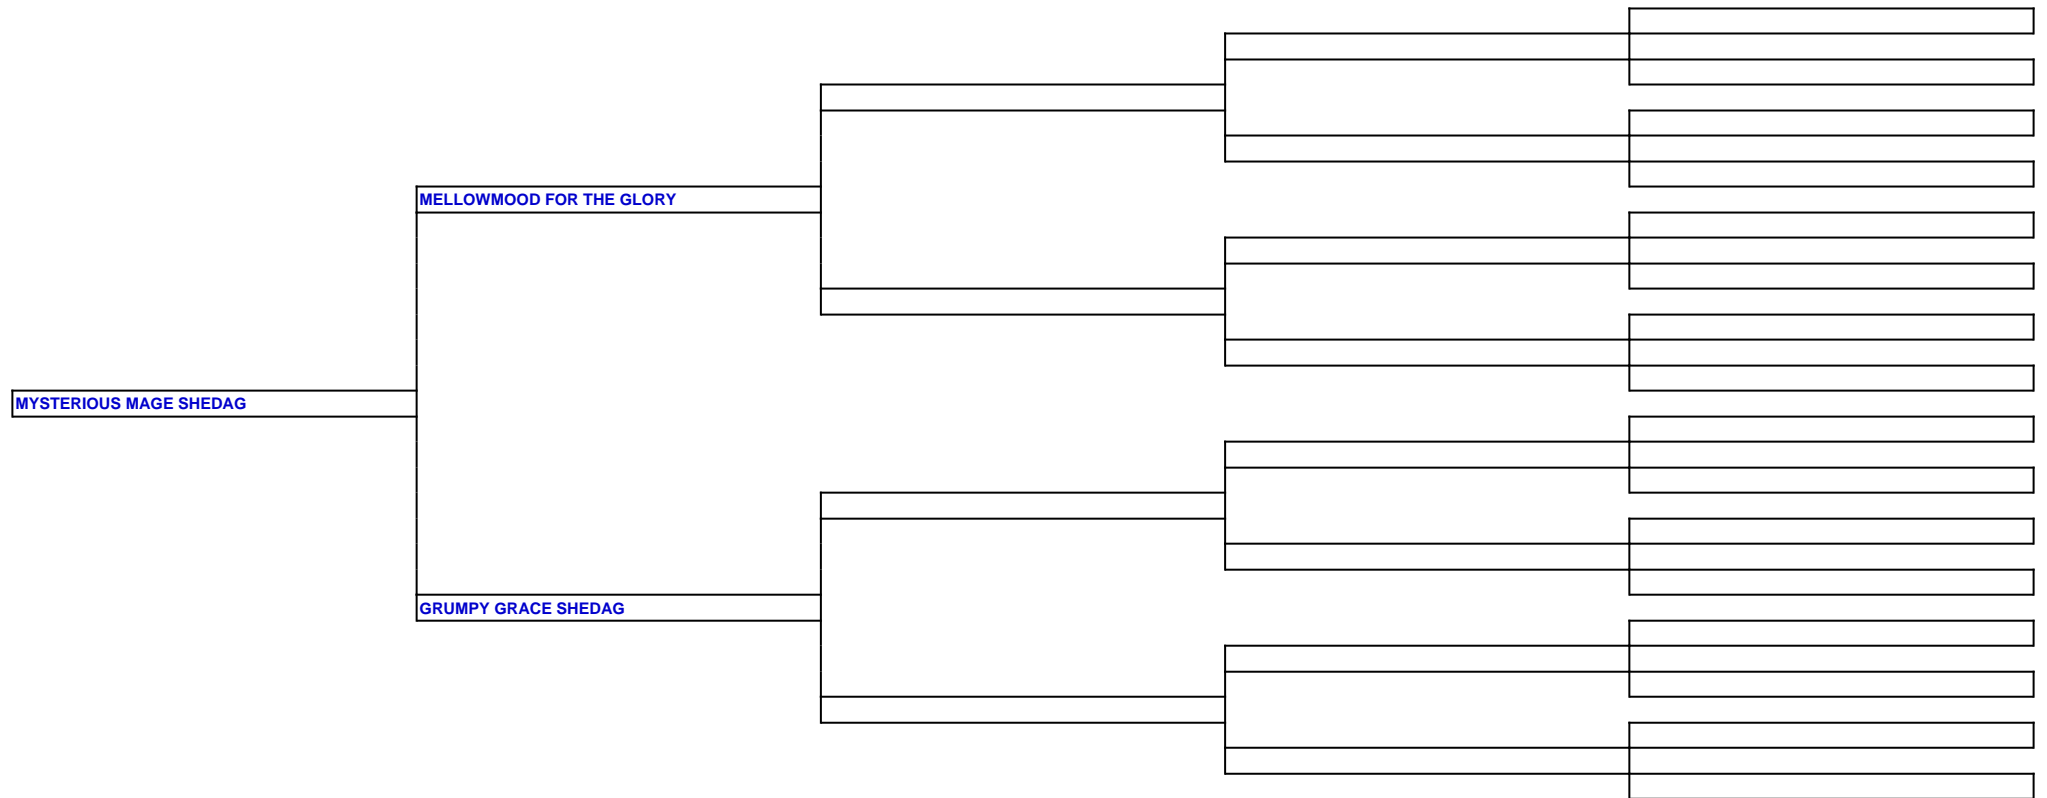 MELLOWMOOD FOR THE GLORY
MYSTERIOUS MAGE SHEDAG
GRUMPY GRACE SHEDAG